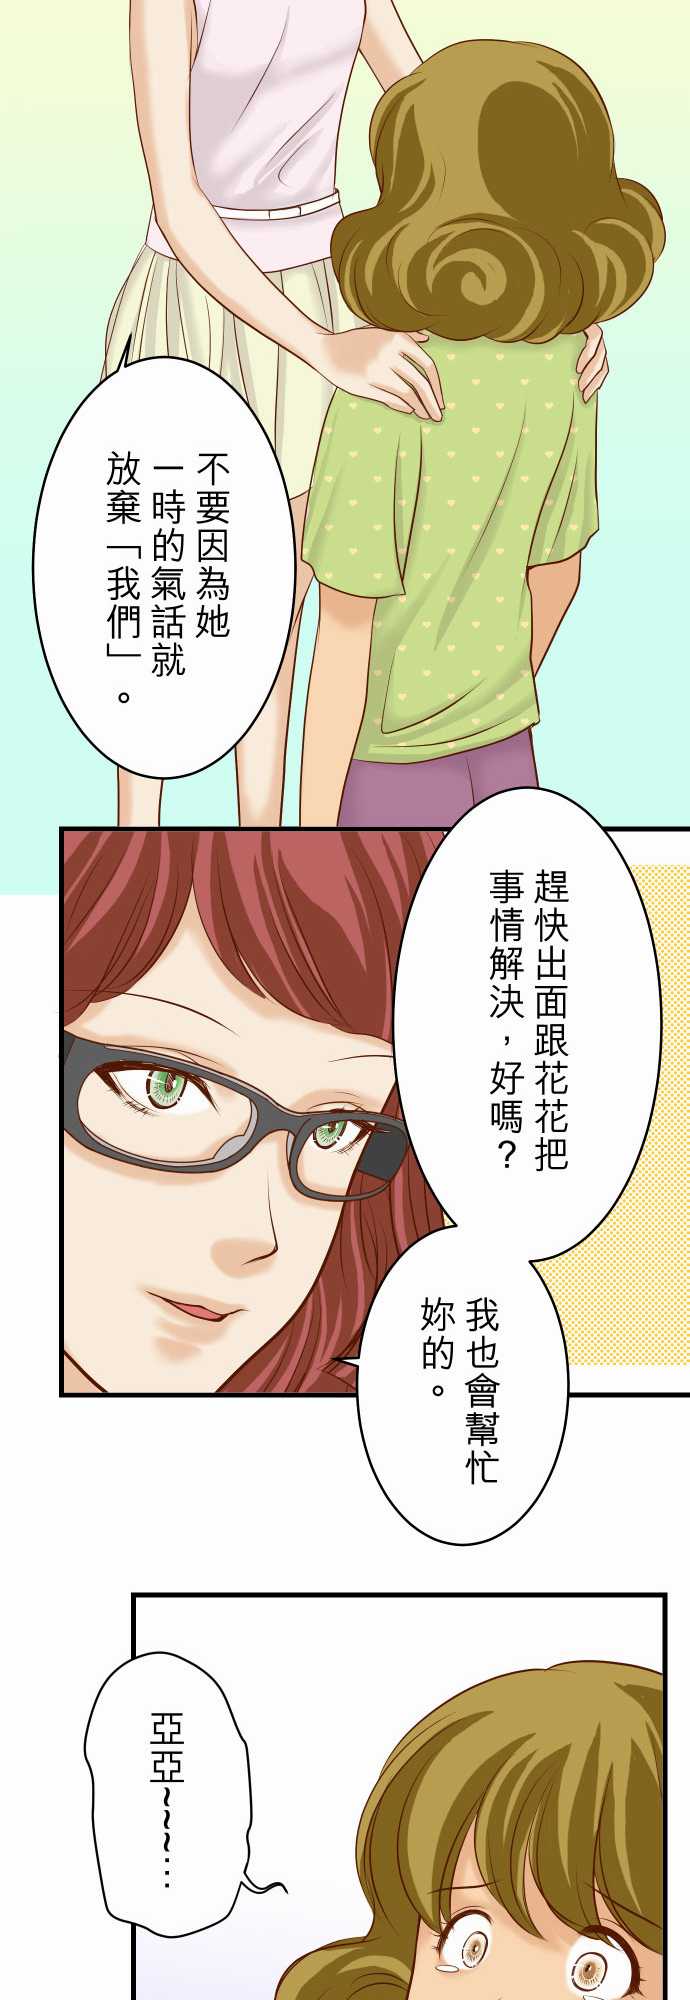 不要因為她
一時的氣話就
放棄「我們」。
趕快出面跟花花把
事情解決，好嗎？
我也會幫忙
妳的。
亞亞~~~…